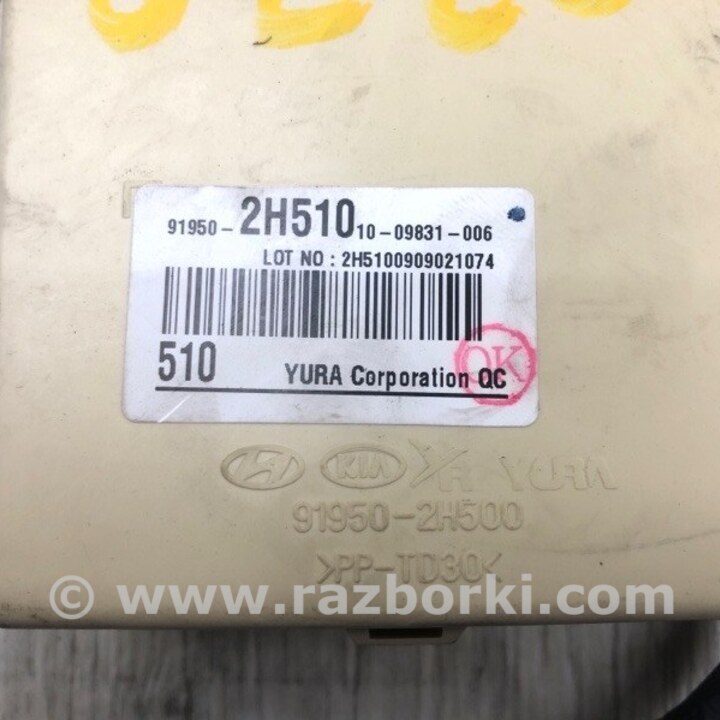 91950-2H510 10-09831-006
LOT NO : 2H5100909021074
510 YURA Corporation QC
OK
KIA YURA
91950-2H500
>PP-TD30<
© www.razborki.com